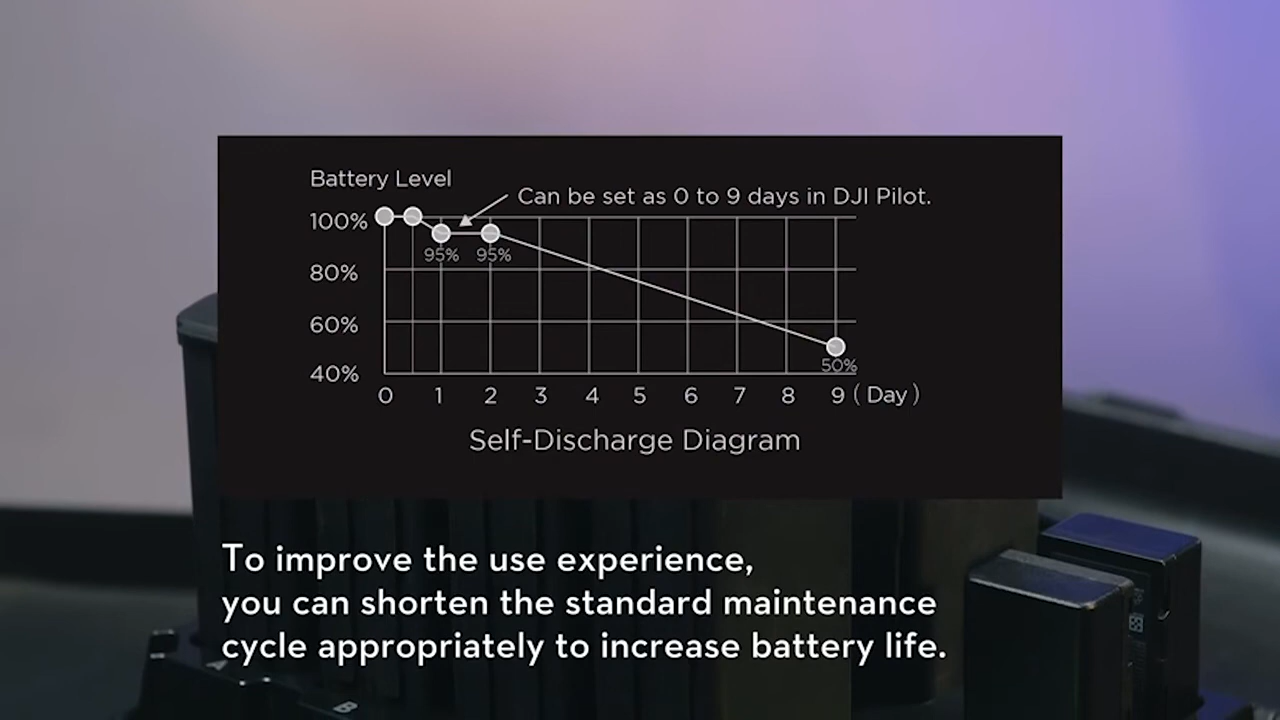 Battery Level
Can be set as 0 to 9 days in DJI Pilot.
100%
95% 95%
80%
60%
50%
40%
0 1 2 3 4 5 6 7 8 9 ( Day )
Self-Discharge Diagram
To improve the use experience,
you can shorten the standard maintenance
cycle appropriately to increase battery life.
B